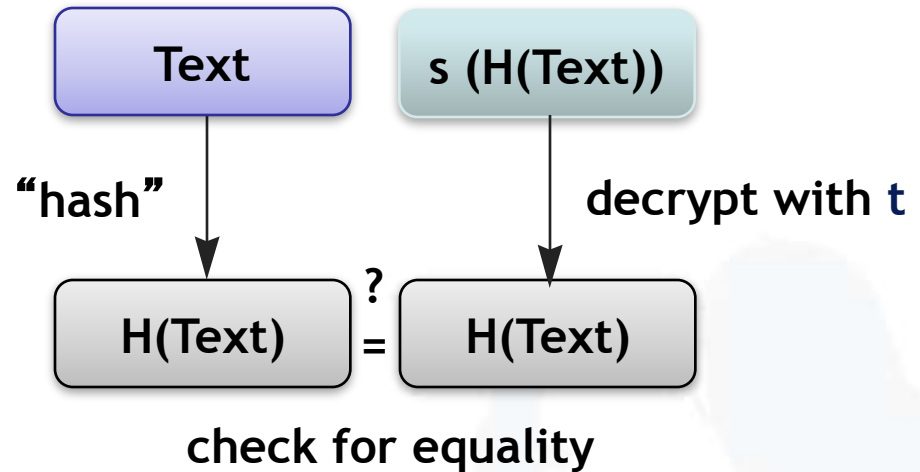 Text
s (H(Text))
“hash”
decrypt with t
H(Text)
?
=
H(Text)
check for equality